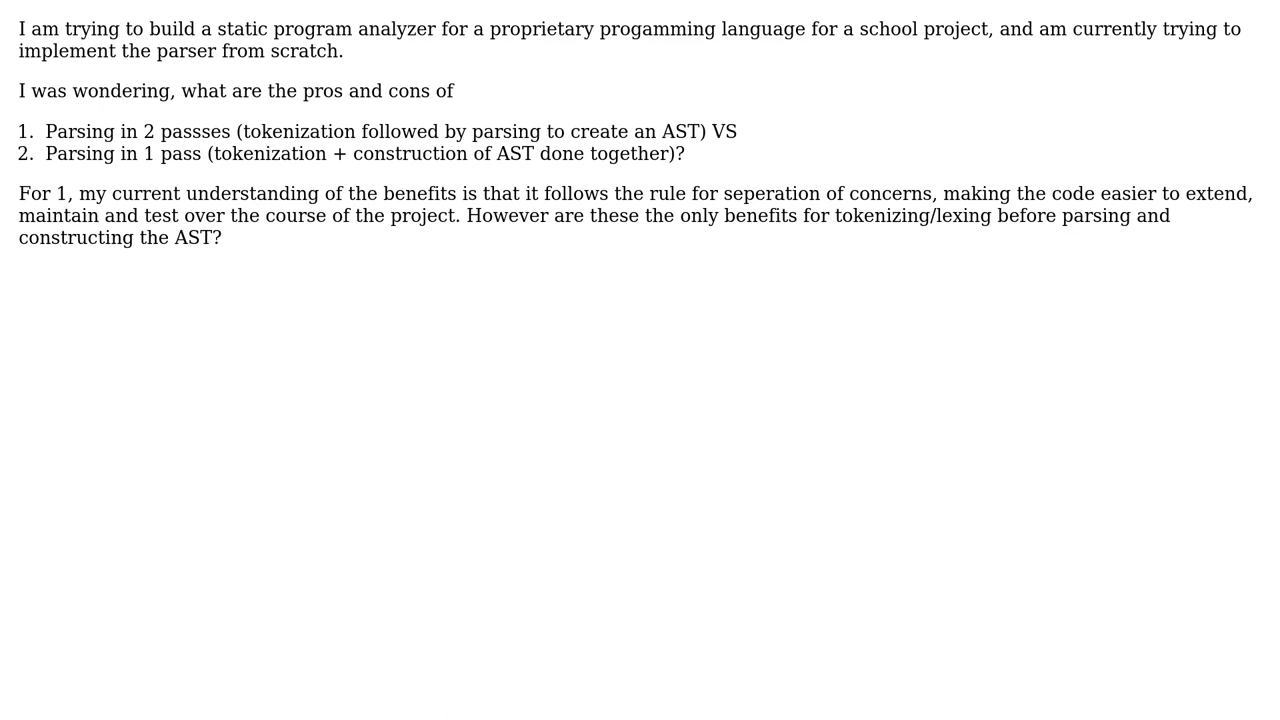 I am trying to build a static program analyzer for a proprietary progamming language for a school project, and am currently trying to
implement the parser from scratch.
I was wondering, what are the pros and cons of
1. Parsing in 2 passses (tokenization followed by parsing to create an AST) VS
2. Parsing in 1 pass (tokenization + construction of AST done together)?
For 1, my current understanding of the benefits is that it follows the rule for seperation of concerns, making the code easier to extend,
maintain and test over the course of the project. However are these the only benefits for tokenizing/lexing before parsing and
constructing the AST?